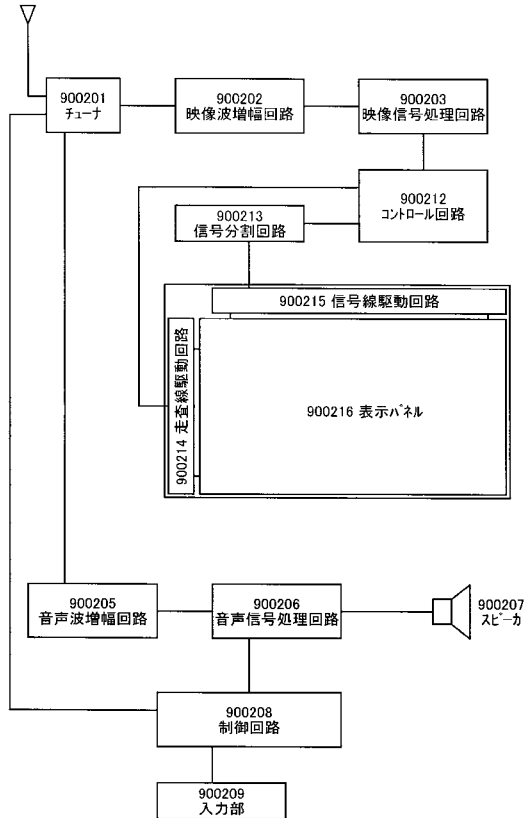 900201
チューナ
900202
映像波増幅回路
900203
映像信号処理回路
900212
コントロール回路
900213
信号分割回路
900215 信号線駆動回路
900214 走査線駆動回路
900216 表示パネル
900205
音声波増幅回路
900206
音声信号処理回路
900207
スピーカ
900208
制御回路
900209
入力部